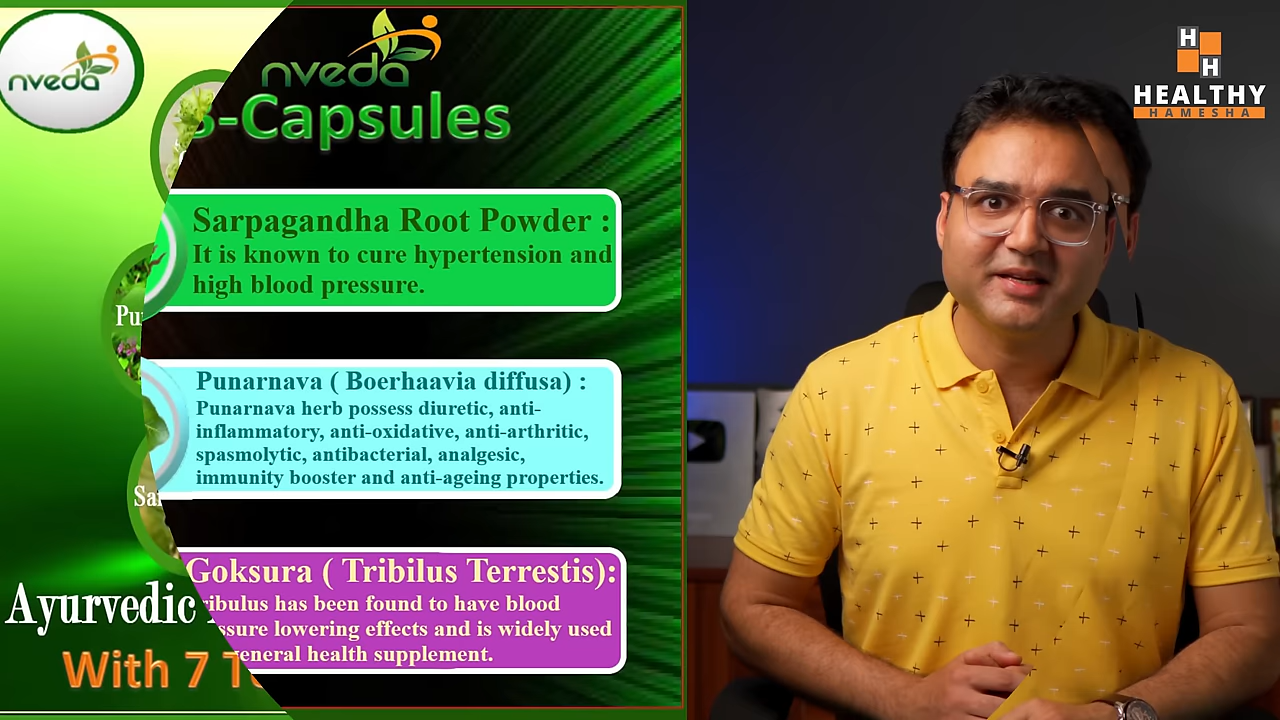 nveda
nveda
-Capsules
Sarpagandha Root Powder :
It is known to cure hypertension and
high blood pressure.
Punarnava ( Boerhaavia diffusa) :
Punarnava herb possess diuretic, anti-
inflammatory, anti-oxidative, anti-arthritic,
spasmolytic, antibacterial, analgesic,
immunity booster and anti-ageing properties.
Goksura ( Tribilus Terrestis):
has been found to have blood
lowering effects and is widely used
general health supplement.
Ayurvedic
With 7
H
H
HEALTHY
HAMESHA